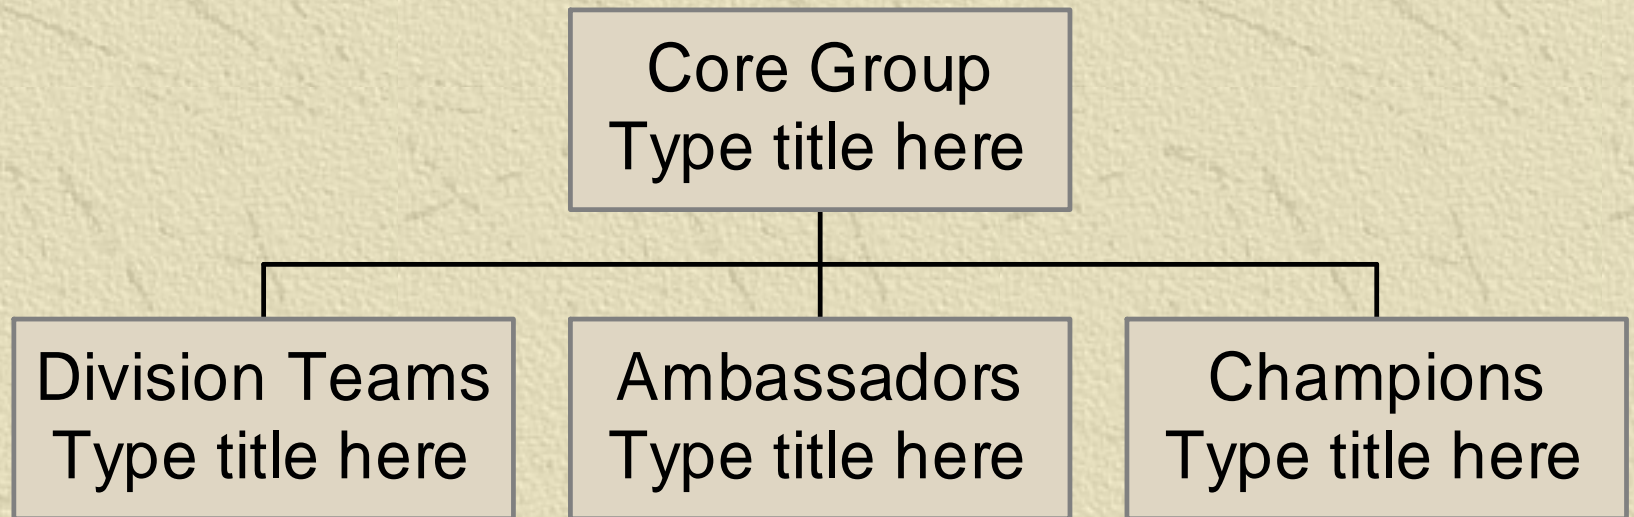 Core Group
Type title here
Division Teams
Type title here
Ambassadors
Type title here
Champions
Type title here